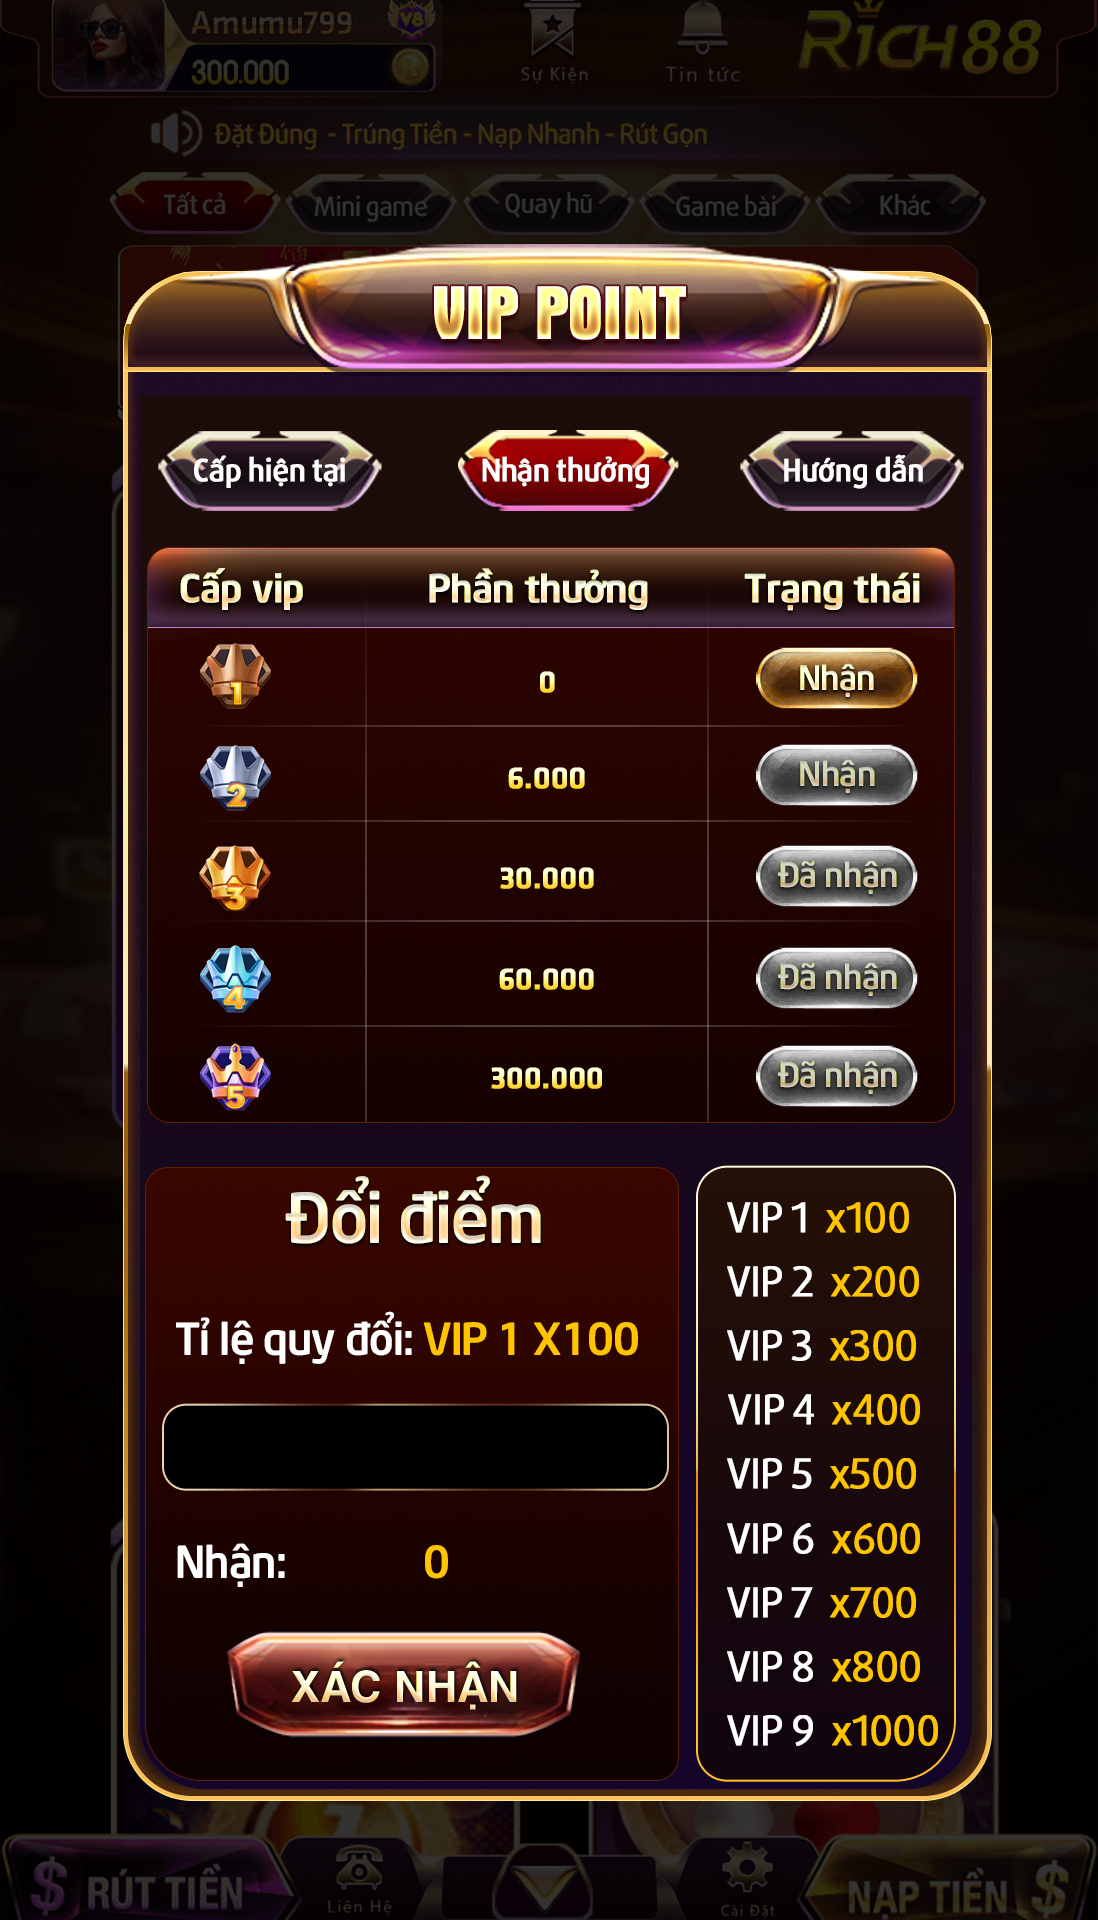 Amumu799
V8
300.000
R
Sự Kiện
Tin tức
RICH88
Đặt Đúng - Trúng Tiền - Nạp Nhanh - Rút Gọn
Tất cả
Mini game
Quay hũ
Game bài
Khác
VIP POINT
Cấp hiện tại
Nhận thưởng
Hướng dẫn
Cấp vip
Phần thưởng
Trạng thái
1
0
Nhận
2
6.000
Nhận
3
30.000
Đã nhận
4
60.000
Đã nhận
5
300.000
Đã nhận
Đổi điểm
Tỉ lệ quy đổi: VIP 1 X100
Nhận: 0
XÁC NHẬN
VIP 1 x100
VIP 2 x200
VIP 3 x300
VIP 4 x400
VIP 5 x500
VIP 6 x600
VIP 7 x700
VIP 8 x800
VIP 9 x1000
$ RÚT TIỀN
Liên Hệ
Cài Đặt
NẠP TIỀN $